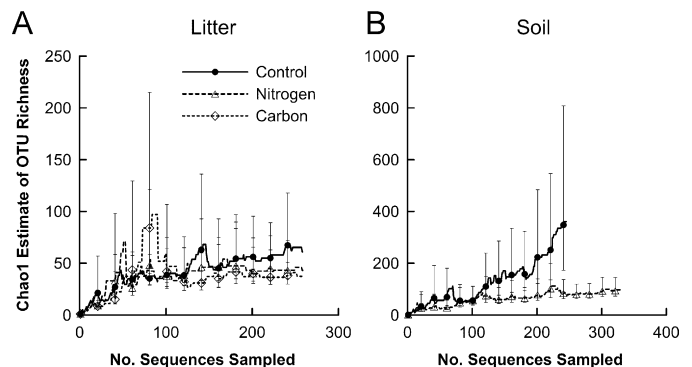 A
Litter
B
Soil
Chao1 Estimate of OTU Richness
250
200
150
100
50
0
Control
Nitrogen
Carbon
1000
800
600
400
200
0
0
100
200
300
0
100
200
300
400
No. Sequences Sampled
No. Sequences Sampled